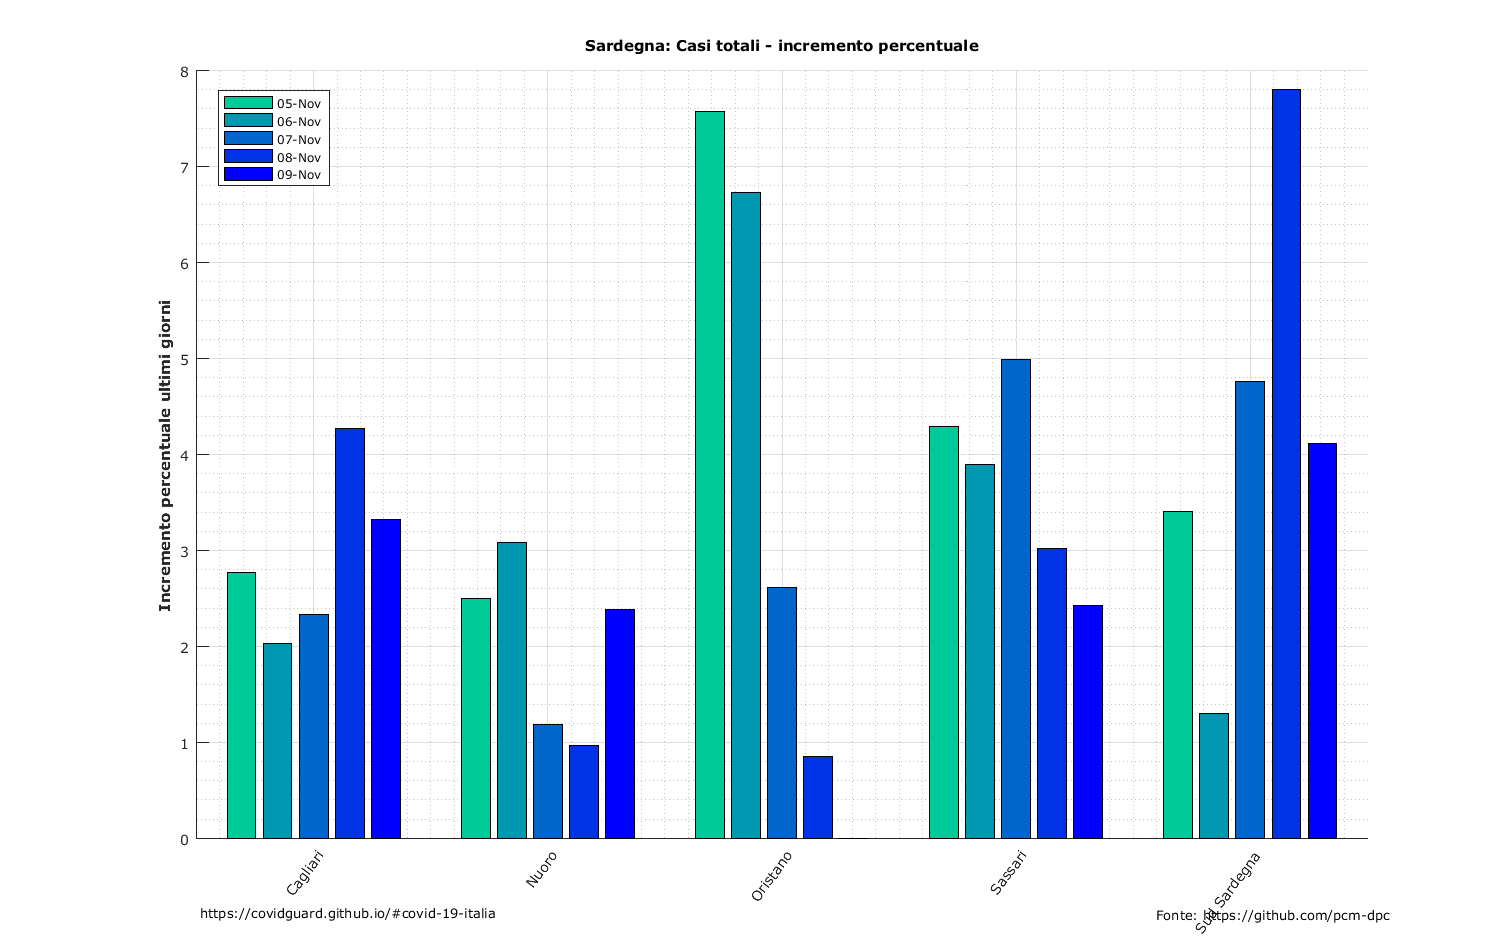 Sardegna: Casi totali - incremento percentuale
Incremento percentuale ultimi giorni
8
7
6
5
4
3
2
1
0
05-Nov
06-Nov
07-Nov
08-Nov
09-Nov
Cagliari
Nuoro
Oristano
Sassari
Sud Sardegna
https://covidguard.github.io/#covid-19-italia
Fonte: https://github.com/pcm-dpc